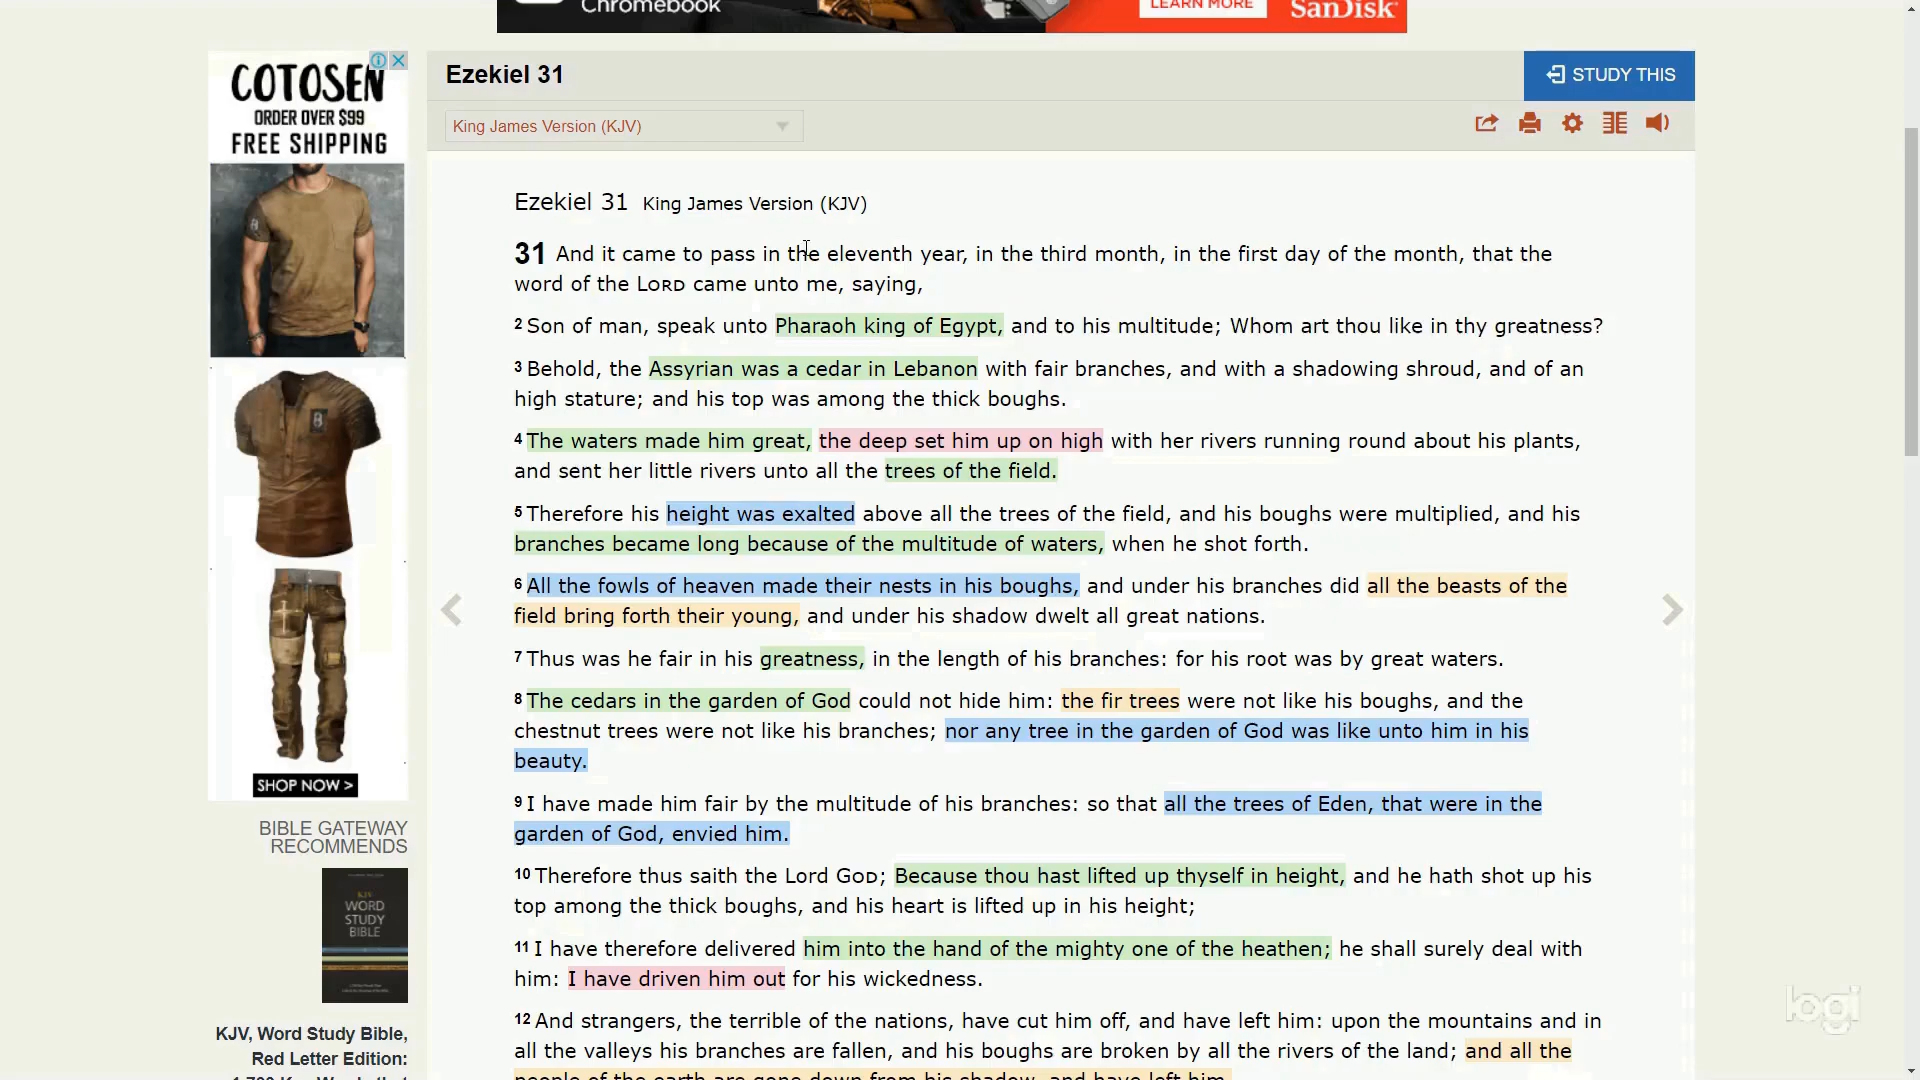 Chromebook
LEARN MORE
SanDisk
COTOSEN
ORDER OVER $99
FREE SHIPPING
SHOP NOW >
BIBLE GATEWAY
RECOMMENDS
KJV
WORD
STUDY
BIBLE
KJV, Word Study Bible,
Red Letter Edition:
Ezekiel 31
STUDY THIS
King James Version (KJV)
Ezekiel 31 King James Version (KJV)
31 And it came to pass in the eleventh year, in the third month, in the first day of the month, that the
word of the LORD came unto me, saying,
2 Son of man, speak unto Pharaoh king of Egypt, and to his multitude; Whom art thou like in thy greatness?
3 Behold, the Assyrian was a cedar in Lebanon with fair branches, and with a shadowing shroud, and of an
high stature; and his top was among the thick boughs.
4 The waters made him great, the deep set him up on high with her rivers running round about his plants,
and sent her little rivers unto all the trees of the field.
5 Therefore his height was exalted above all the trees of the field, and his boughs were multiplied, and his
branches became long because of the multitude of waters, when he shot forth.
6 All the fowls of heaven made their nests in his boughs, and under his branches did all the beasts of the
field bring forth their young, and under his shadow dwelt all great nations.
7 Thus was he fair in his greatness, in the length of his branches: for his root was by great waters.
8 The cedars in the garden of God could not hide him: the fir trees were not like his boughs, and the
chestnut trees were not like his branches; nor any tree in the garden of God was like unto him in his
beauty.
9 I have made him fair by the multitude of his branches: so that all the trees of Eden, that were in the
garden of God, envied him.
10 Therefore thus saith the Lord GOD; Because thou hast lifted up thyself in height, and he hath shot up his
top among the thick boughs, and his heart is lifted up in his height;
11 I have therefore delivered him into the hand of the mighty one of the heathen; he shall surely deal with
him: I have driven him out for his wickedness.
12 And strangers, the terrible of the nations, have cut him off, and have left him: upon the mountains and in
all the valleys his branches are fallen, and his boughs are broken by all the rivers of the land; and all the
people of the earth are gone down from his shadow, and have left him.
logi